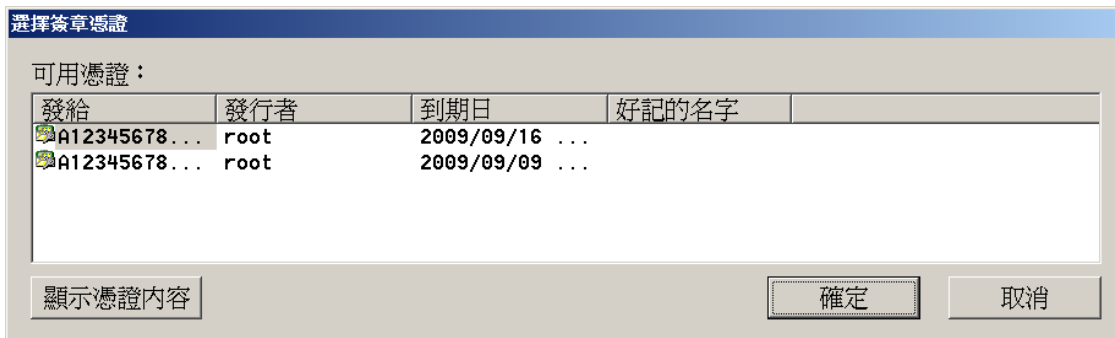 選擇簽章憑證
可用憑證：
發給 發行者 到期日 好記的名字
A12345678... root 2009/09/16 ...
A12345678... root 2009/09/09 ...
顯示憑證內容 確定 取消